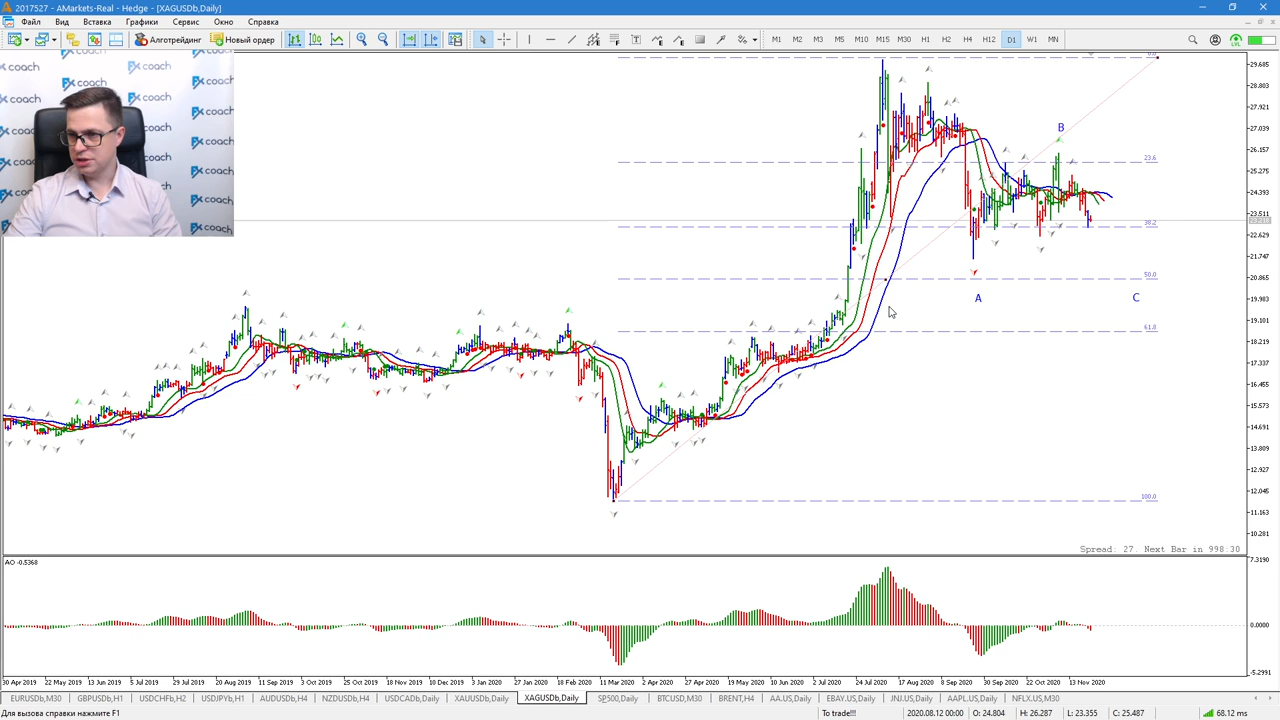 2017527 - AMarkets-Real - Hedge - [XAGUSDb,Daily]
Файл Вид Вставка Графики Сервис Окно Справка
Алготрейдинг Новый ордер M1 M2 M3 M5 M10 M15 M30 H1 H2 H4 H12 D1 W1 MN
coach
coach
coach
coach
coach
0.0
29.685
28.803
27.921
27.039
26.157
25.275
24.393
23.511
22.629
21.747
20.865
19.983
19.101
18.219
17.337
16.455
15.573
14.691
13.809
12.927
12.045
11.163
10.281
B
23.6
38.2
50.0
A
C
61.8
100.0
Spread: 27. Next Bar in 998:30
AO -0.5368
7.3190
0.0000
-5.2991
30 Apr 2019 22 May 2019 13 Jun 2019 5 Jul 2019 29 Jul 2019 20 Aug 2019 11 Sep 2019 3 Oct 2019 25 Oct 2019 18 Nov 2019 10 Dec 2019 3 Jan 2020 27 Jan 2020 18 Feb 2020 11 Mar 2020 2 Apr 2020 27 Apr 2020 19 May 2020 10 Jun 2020 2 Jul 2020 24 Jul 2020 17 Aug 2020 8 Sep 2020 30 Sep 2020 22 Oct 2020 13 Nov 2020
EURUSDb,M30 GBPUSDb,H1 USDCHFb,H2 USDJPYb,H1 AUDUSDb,H4 NZDUSDb,H4 USDCADb,Daily XAUUSDb,Daily XAGUSDb,Daily SP500,Daily BTCUSD,M30 BRENT,H4 AA.US,Daily EBAY.US,Daily JNJ.US,Daily AAPL.US,Daily NFLX.US,M30
Для вызова справки нажмите F1 To trade!!! 2020.08.12 00:00 O: 24.804 H: 26.287 L: 23.355 C: 25.487 68.12 ms